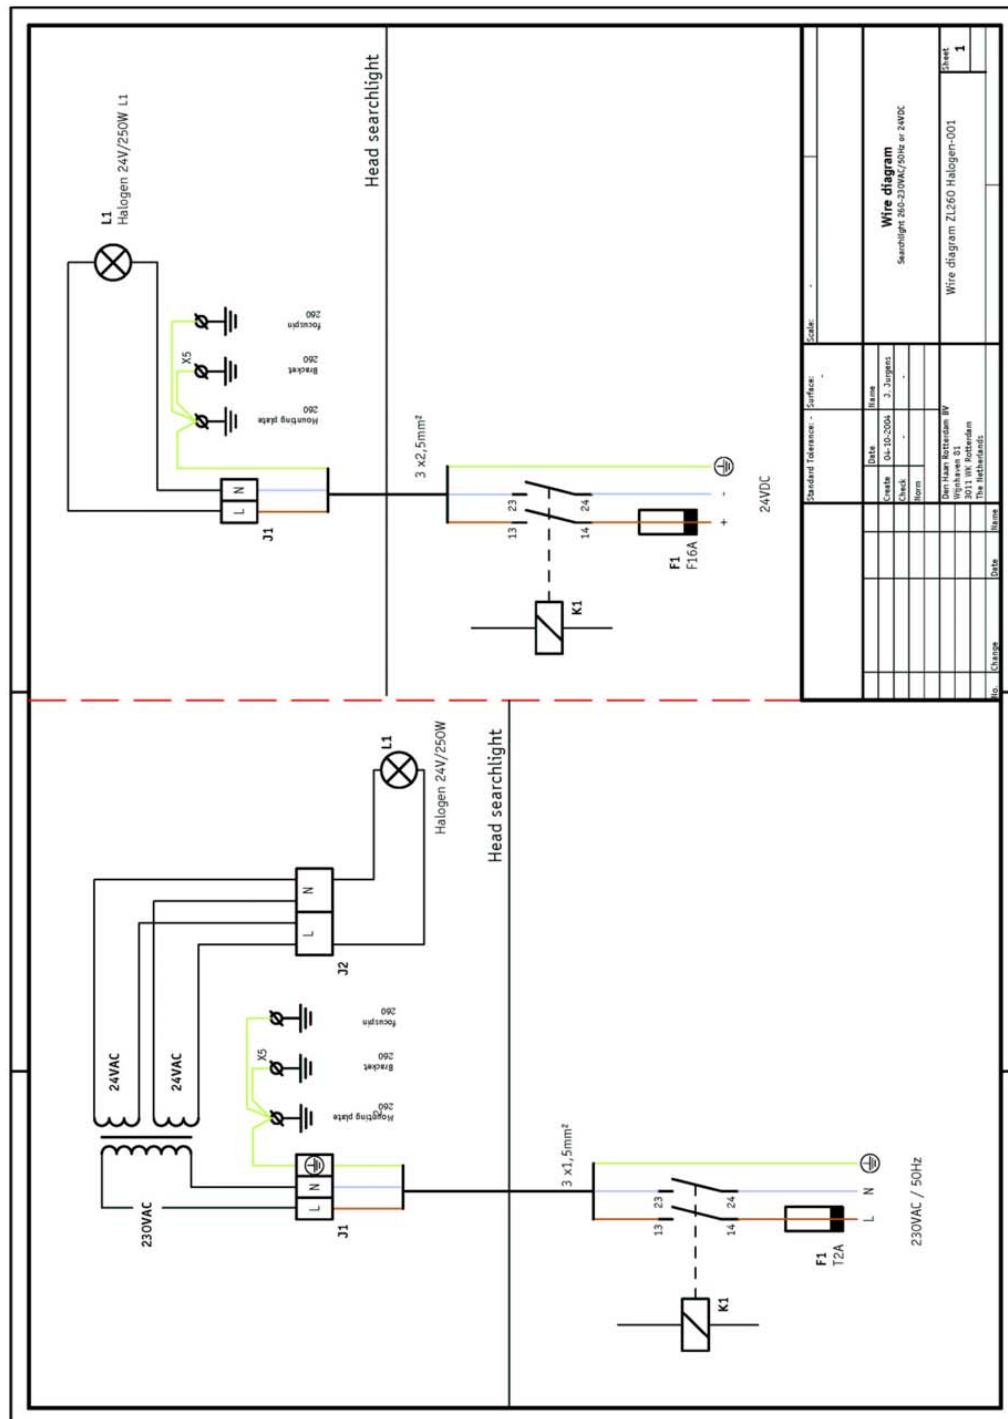 L1
Halogen 24V/250W L1
Head searchlight
X5
260
Mounting plate
260
Bracket
260
focuspin
L
N
J1
3 x2,5mm²
13
23
14
24
K1
F1
F16A
+
-
24VDC
24VAC
24VAC
230VAC
X5
260
Mounting plate
260
Bracket
260
focuspin
L
N
J1
L
N
J2
L1
Halogen 24V/250W
Head searchlight
3 x1,5mm²
13
23
14
24
K1
F1
T2A
L
N
230VAC / 50Hz
Standard Tolerance: -
Surface:
-
Scale:
-
Date
Name
Create
04-10-2004
J. Jurgens
Check
-
-
Norm
Wire diagram
Searchlight 260-230VAC/50Hz or 24VDC
Den Haan Rotterdam BV
Wijnhaven 81
3011 WK Rotterdam
The Netherlands
Wire diagram ZL260 Halogen-001
Sheet
1
No.
Change
Date
Name